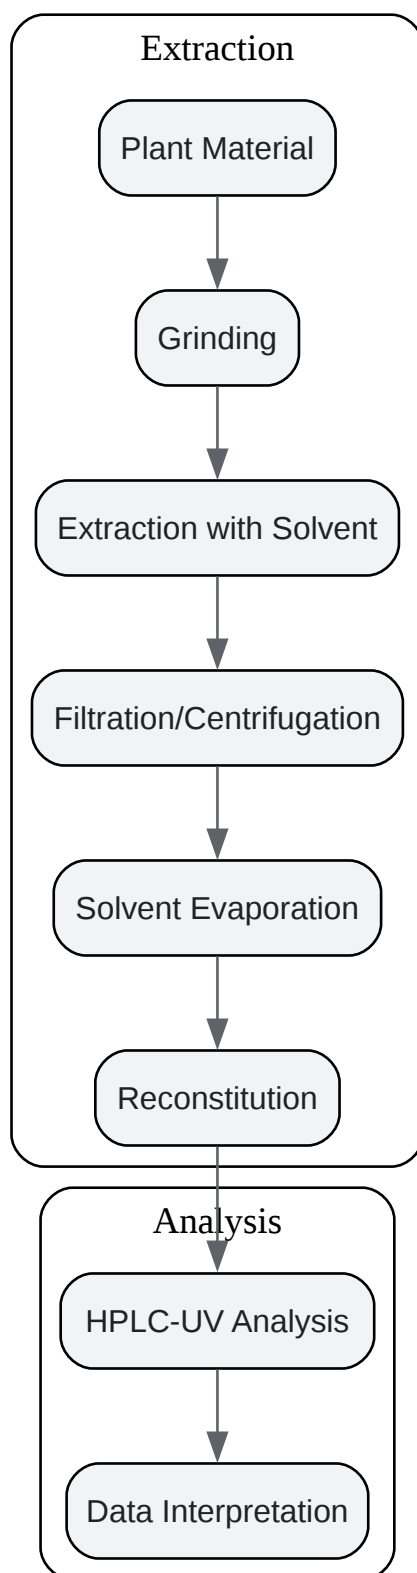 Extraction
Plant Material
Grinding
Extraction with Solvent
Filtration/Centrifugation
Solvent Evaporation
Reconstitution
Analysis
HPLC-UV Analysis
Data Interpretation